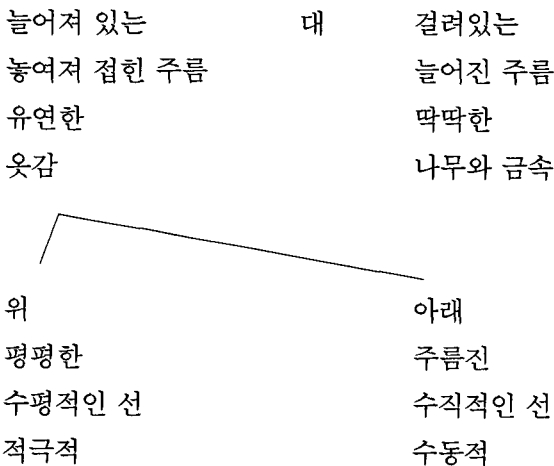 늘어져 있는 대 걸려있는
놓여져 접힌 주름 늘어진 주름
유연한 딱딱한
옷감 나무와 금속
위 아래
평평한 주름진
수평적인 선 수직적인 선
적극적 수동적